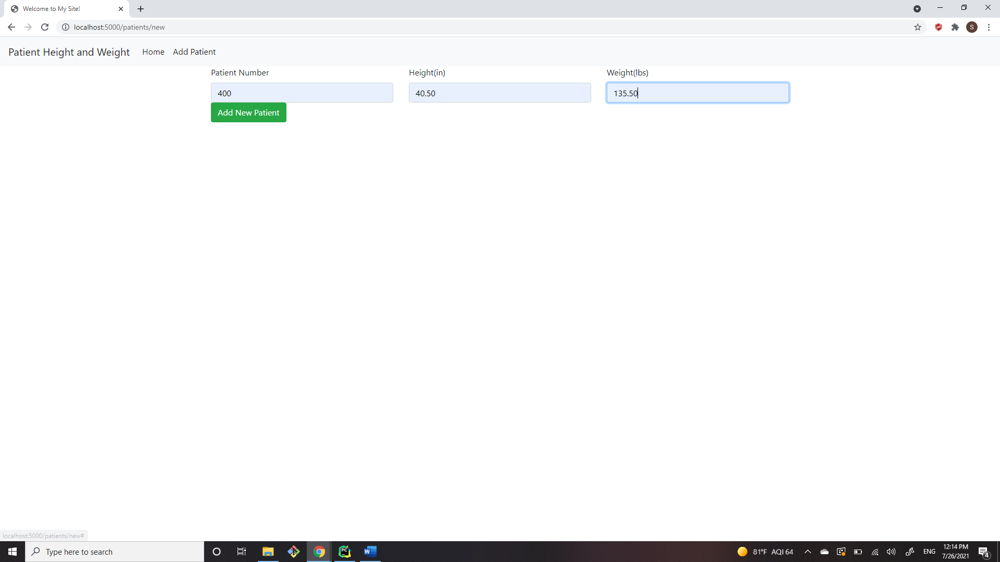 Welcome to My Site!
localhost:5000/patients/new
S
Patient Height and Weight Home Add Patient
Patient Number Height(in) Weight(lbs)
400 40.50 135.50
Add New Patient
localhost:5000/patients/new#
Type here to search
PC
W
81°F AQI 64
ENG
12:14 PM
7/26/2021
4